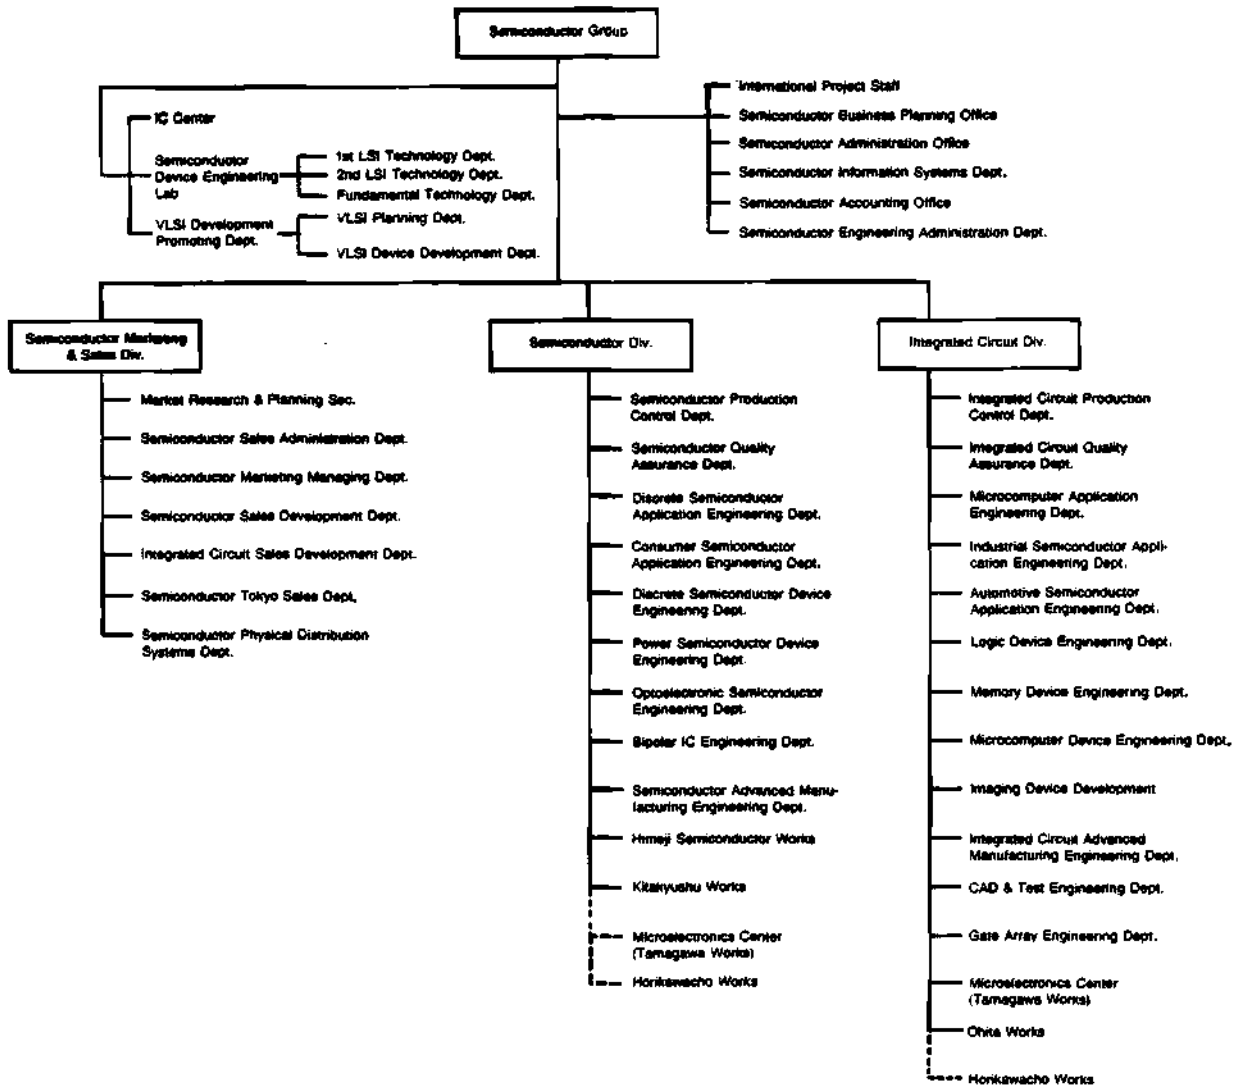 Semiconductor Group
International Project Staff
Semiconductor Business Planning Office
Semiconductor Administration Office
Semiconductor Information Systems Dept.
Semiconductor Accounting Office
Semiconductor Engineering Administration Dept.
IC Center
Semiconductor
Device Engineering
Lab
1st LSI Technology Dept.
2nd LSI Technology Dept.
Fundamental Technology Dept.
VLSI Development
Promoting Dept.
VLSI Planning Dept.
VLSI Device Development Dept.
Semiconductor Marketing
& Sales Div.
Market Research & Planning Sec.
Semiconductor Sales Administration Dept.
Semiconductor Marketing Managing Dept.
Semiconductor Sales Development Dept.
Integrated Circuit Sales Development Dept.
Semiconductor Tokyo Sales Dept.
Semiconductor Physical Distribution
Systems Dept.
Semiconductor Div.
Semiconductor Production
Control Dept.
Semiconductor Quality
Assurance Dept.
Discrete Semiconductor
Application Engineering Dept.
Consumer Semiconductor
Application Engineering Dept.
Discrete Semiconductor Device
Engineering Dept.
Power Semiconductor Device
Engineering Dept.
Optoelectronic Semiconductor
Engineering Dept.
Bipolar IC Engineering Dept.
Semiconductor Advanced Manu-
facturing Engineering Dept.
Himeji Semiconductor Works
Kitakyushu Works
Microelectronics Center
(Tamagawa Works)
Horikawacho Works
Integrated Circuit Div.
Integrated Circuit Production
Control Dept.
Integrated Circuit Quality
Assurance Dept.
Microcomputer Application
Engineering Dept.
Industrial Semiconductor Appli-
cation Engineering Dept.
Automotive Semiconductor
Application Engineering Dept.
Logic Device Engineering Dept.
Memory Device Engineering Dept.
Microcomputer Device Engineering Dept.
Imaging Device Development
Integrated Circuit Advanced
Manufacturing Engineering Dept.
CAD & Test Engineering Dept.
Gate Array Engineering Dept.
Microelectronics Center
(Tamagawa Works)
Ohita Works
Horikawacho Works